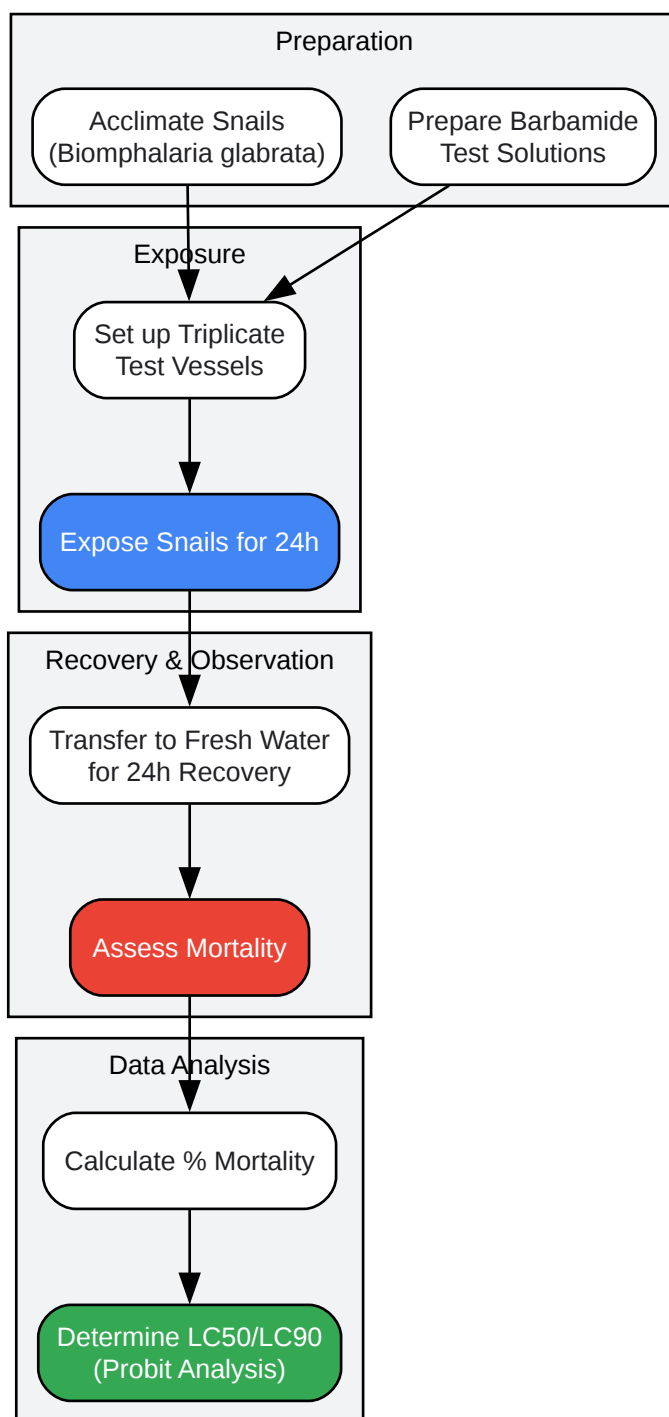 Preparation
Acclimate Snails
(Biomphalaria glabrata)
Prepare Barbamide
Test Solutions
Exposure
Set up Triplicate
Test Vessels
Expose Snails for 24h
Recovery & Observation
Transfer to Fresh Water
for 24h Recovery
Assess Mortality
Data Analysis
Calculate % Mortality
Determine LC50/LC90
(Probit Analysis)